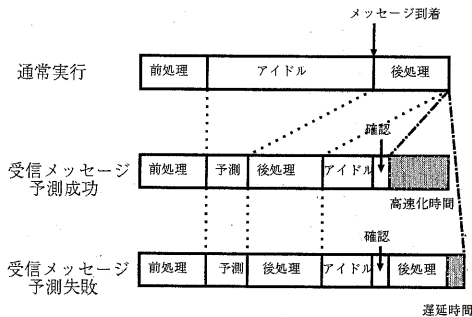 メッセージ到着
通常実行
前処理 アイドル 後処理
確認
受信メッセージ
予測成功
前処理 予測 後処理 アイドル
高速化時間
確認
受信メッセージ
予測失敗
前処理 予測 後処理 アイドル 後処理
遅延時間